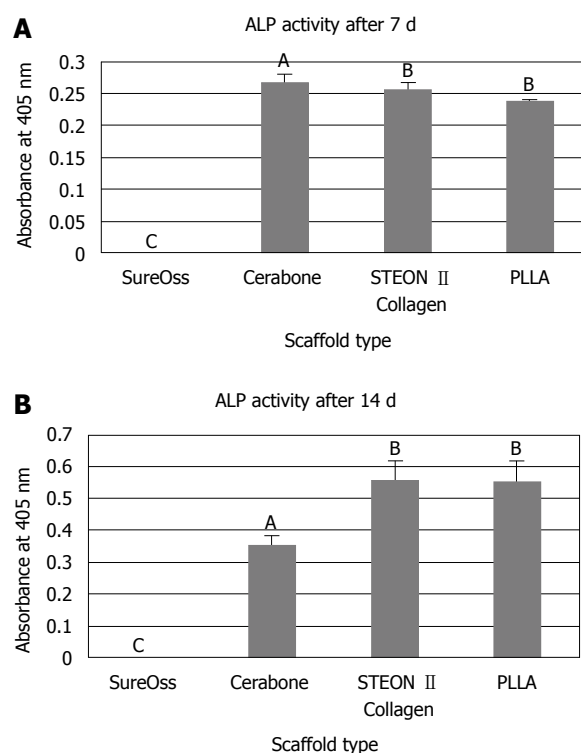 A
ALP activity after 7 d
Absorbance at 405 nm
0.3
0.25
0.2
0.15
0.1
0.05
0
A
B
B
C
SureOss Cerabone STEON Ⅱ PLLA
Collagen
Scaffold type
B
ALP activity after 14 d
Absorbance at 405 nm
0.7
0.6
0.5
0.4
0.3
0.2
0.1
0
B
B
A
C
SureOss Cerabone STEON Ⅱ PLLA
Collagen
Scaffold type